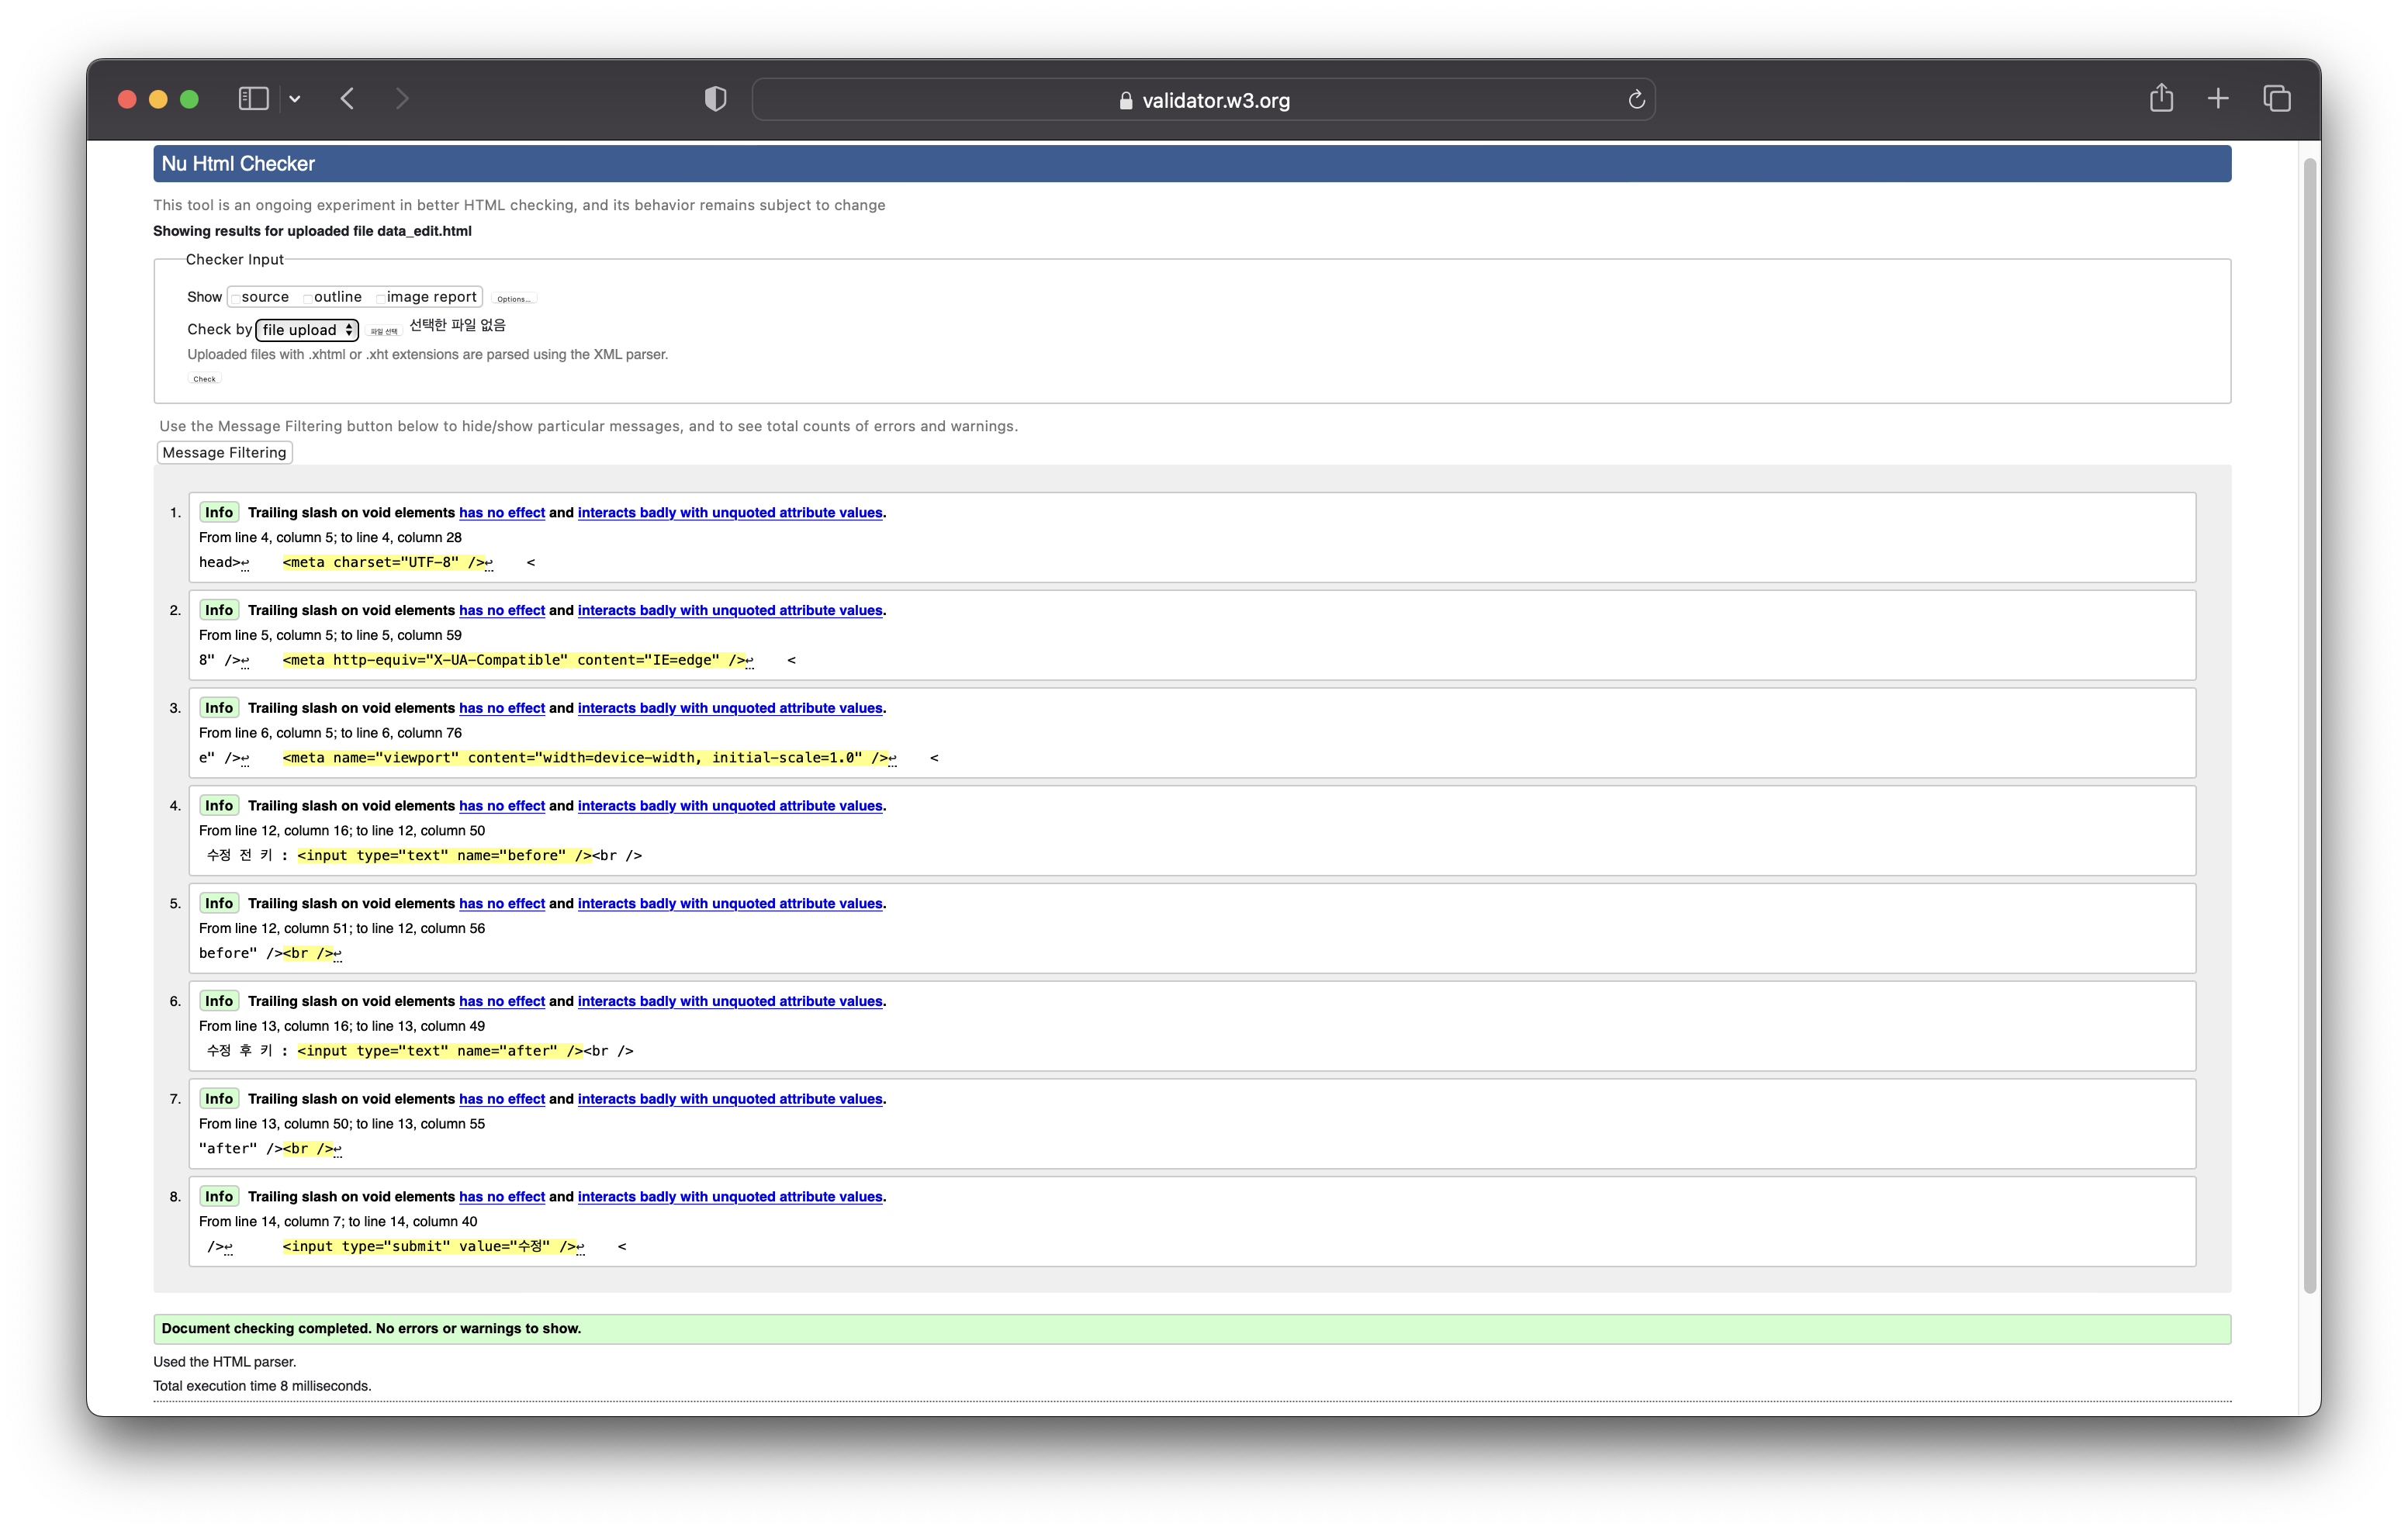 validator.w3.org
Nu Html Checker
This tool is an ongoing experiment in better HTML checking, and its behavior remains subject to change
Showing results for uploaded file data_edit.html
Checker Input
Show source outline image report Options...
Check by file upload 파일 선택 선택한 파일 없음
Uploaded files with .xhtml or .xht extensions are parsed using the XML parser.
Check
Use the Message Filtering button below to hide/show particular messages, and to see total counts of errors and warnings.
Message Filtering
1. Info Trailing slash on void elements has no effect and interacts badly with unquoted attribute values.
From line 4, column 5; to line 4, column 28
head>↩ <meta charset="UTF-8" />↩ <
2. Info Trailing slash on void elements has no effect and interacts badly with unquoted attribute values.
From line 5, column 5; to line 5, column 59
8" />↩ <meta http-equiv="X-UA-Compatible" content="IE=edge" />↩ <
3. Info Trailing slash on void elements has no effect and interacts badly with unquoted attribute values.
From line 6, column 5; to line 6, column 76
e" />↩ <meta name="viewport" content="width=device-width, initial-scale=1.0" />↩ <
4. Info Trailing slash on void elements has no effect and interacts badly with unquoted attribute values.
From line 12, column 16; to line 12, column 50
수정 전 키 : <input type="text" name="before" /><br />
5. Info Trailing slash on void elements has no effect and interacts badly with unquoted attribute values.
From line 12, column 51; to line 12, column 56
before" /><br />↩
6. Info Trailing slash on void elements has no effect and interacts badly with unquoted attribute values.
From line 13, column 16; to line 13, column 49
수정 후 키 : <input type="text" name="after" /><br />
7. Info Trailing slash on void elements has no effect and interacts badly with unquoted attribute values.
From line 13, column 50; to line 13, column 55
"after" /><br />↩
8. Info Trailing slash on void elements has no effect and interacts badly with unquoted attribute values.
From line 14, column 7; to line 14, column 40
/>↩ <input type="submit" value="수정" />↩ <
Document checking completed. No errors or warnings to show.
Used the HTML parser.
Total execution time 8 milliseconds.